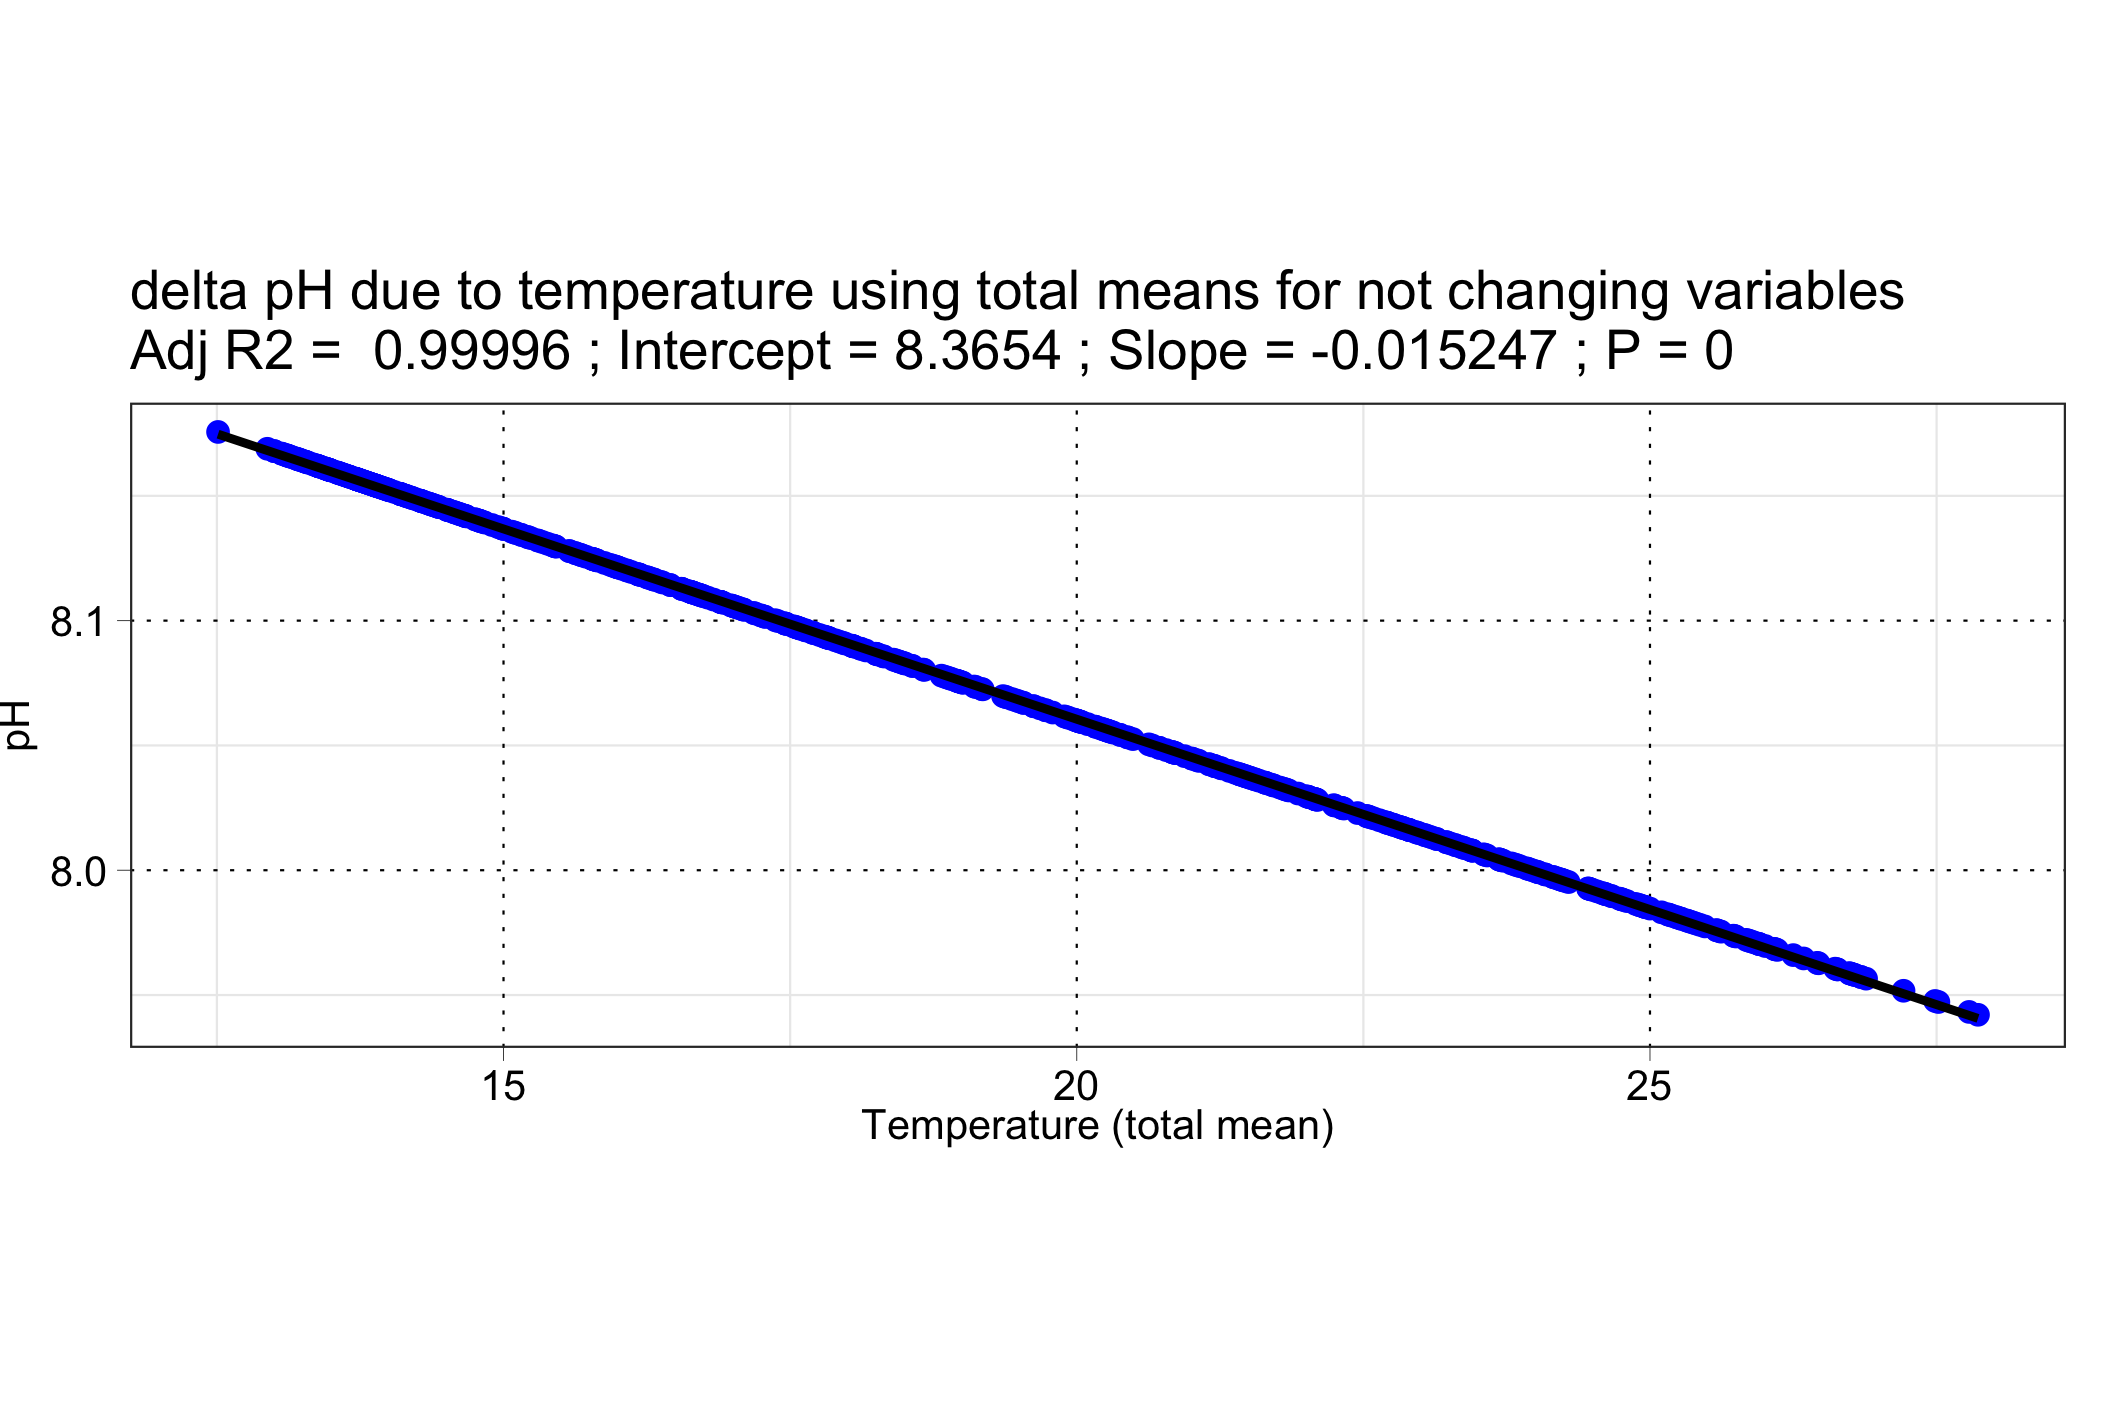 delta pH due to temperature using total means for not changing variables
Adj R2 =  0.99996 ; Intercept = 8.3654 ; Slope = -0.015247 ; P = 0
8.1
8.0
pH
15
20
25
Temperature (total mean)